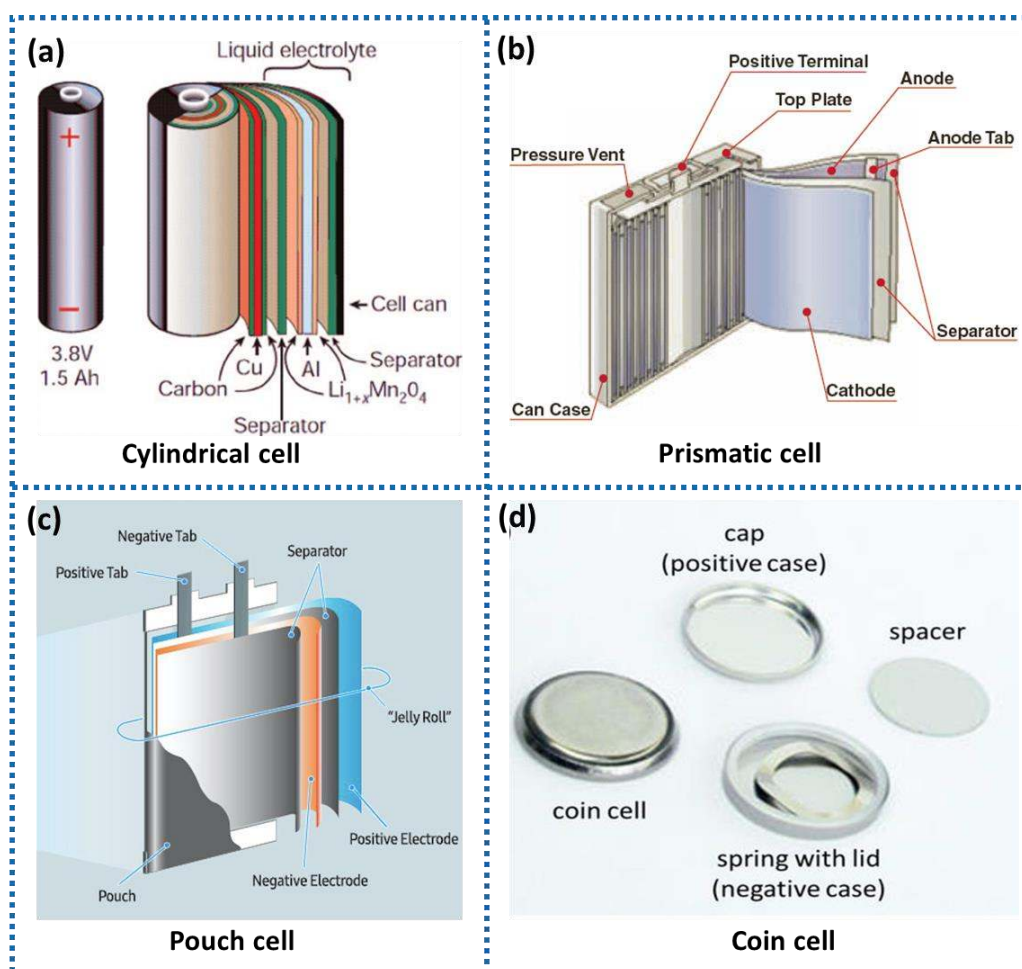 (a)
Liquid electrolyte
+
−
3.8V
1.5 Ah
Cell can
Separator
Cu
Al
Carbon
Li1+xMn2O4
Separator
Cylindrical cell
(b)
Positive Terminal
Anode
Top Plate
Anode Tab
Pressure Vent
Separator
Cathode
Can Case
Prismatic cell
(c)
Negative Tab
Separator
Positive Tab
"Jelly Roll"
Positive Electrode
Negative Electrode
Pouch
Pouch cell
(d)
cap
(positive case)
spacer
coin cell
spring with lid
(negative case)
Coin cell